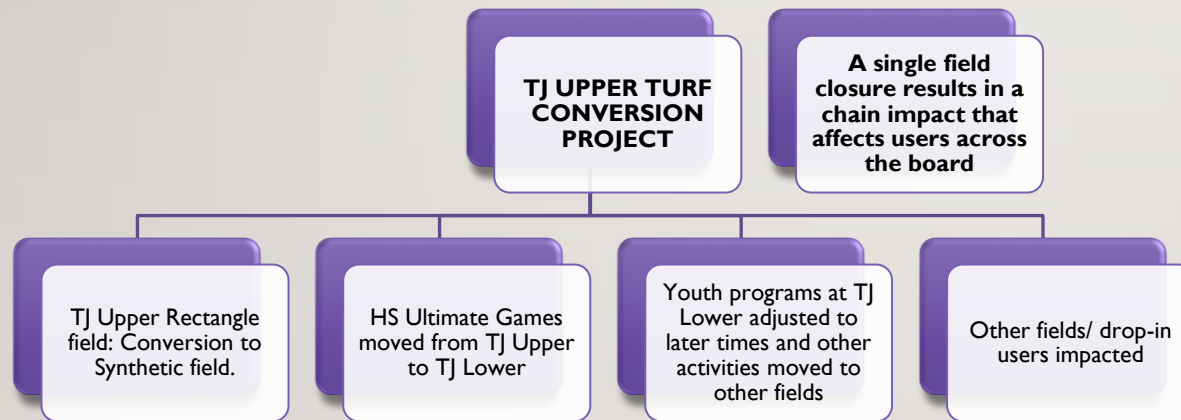 TJ UPPER TURF
CONVERSION
PROJECT
A single field
closure results in a
chain impact that
affects users across
the board
TJ Upper Rectangle
field: Conversion to
Synthetic field.
HS Ultimate Games
moved from TJ Upper
to TJ Lower
Youth programs at TJ
Lower adjusted to
later times and other
activities moved to
other fields
Other fields/ drop-in
users impacted